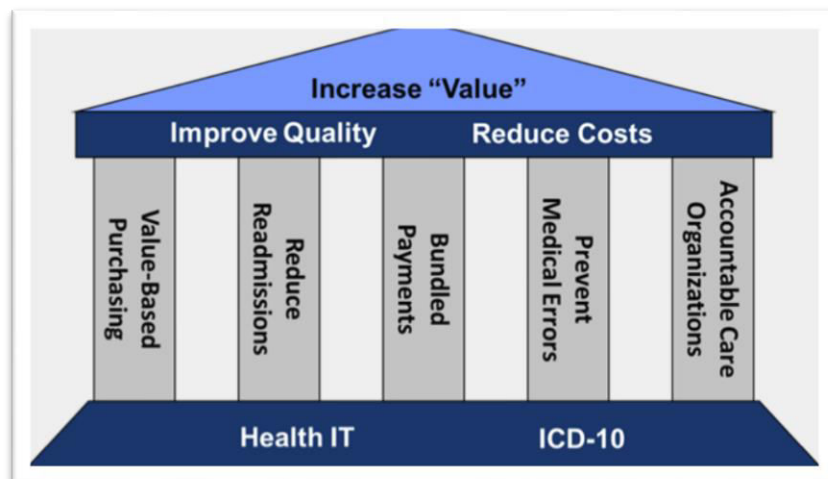 Increase “Value”
Improve Quality
Reduce Costs
Value-Based
Purchasing
Reduce
Readmissions
Bundled
Payments
Prevent
Medical Errors
Accountable Care
Organizations
Health IT
ICD-10